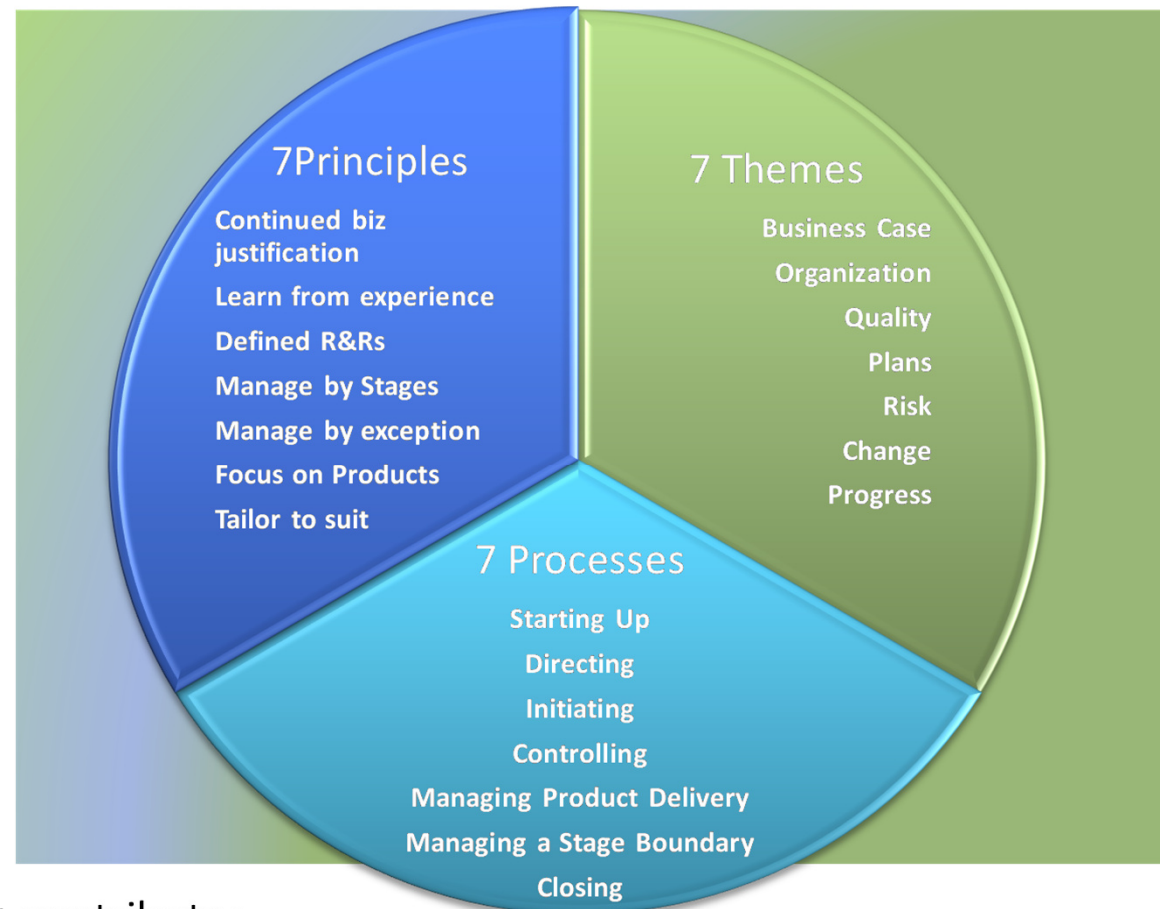 7Principles
Continued biz
justification
Learn from experience
Defined R&Rs
Manage by Stages
Manage by exception
Focus on Products
Tailor to suit
7 Themes
Business Case
Organization
Quality
Plans
Risk
Change
Progress
7 Processes
Starting Up
Directing
Initiating
Controlling
Managing Product Delivery
Managing a Stage Boundary
Closing